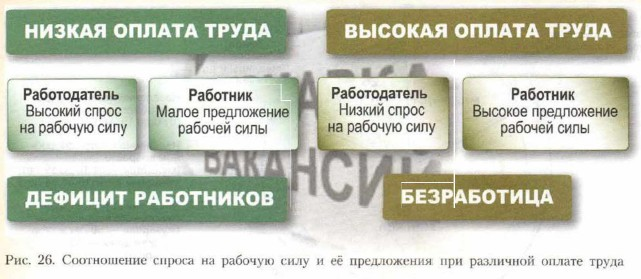 НИЗКАЯ ОПЛАТА ТРУДА
ВЫСОКАЯ ОПЛАТА ТРУДА
Работодатель
Высокий спрос
на рабочую силу
Работник
Малое предложение
рабочей силы
Работодатель
Низкий спрос
на рабочую силу
Работник
Высокое предложение
рабочей силы
ВАКАНСИЙ
ДЕФИЦИТ РАБОТНИКОВ
БЕЗРАБОТИЦА
Рис. 26. Соотношение спроса на рабочую силу и её предложения при различной оплате труда